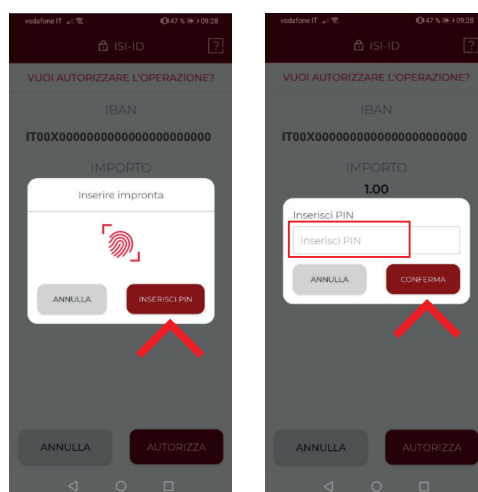 vodafone IT 47 % 09:28
ISI-ID ?
VUOI AUTORIZZARE L'OPERAZIONE?
IBAN
IT00X0000000000000000000000
IMPORTO
Inserire impronta
ANNULLA INSERISCI PIN
ANNULLA AUTORIZZA
vodafone IT 47 % 09:28
ISI-ID ?
VUOI AUTORIZZARE L'OPERAZIONE?
IBAN
IT00X0000000000000000000000
IMPORTO
1.00
Inserisci PIN
Inserisci PIN
ANNULLA CONFERMA
ANNULLA AUTORIZZA